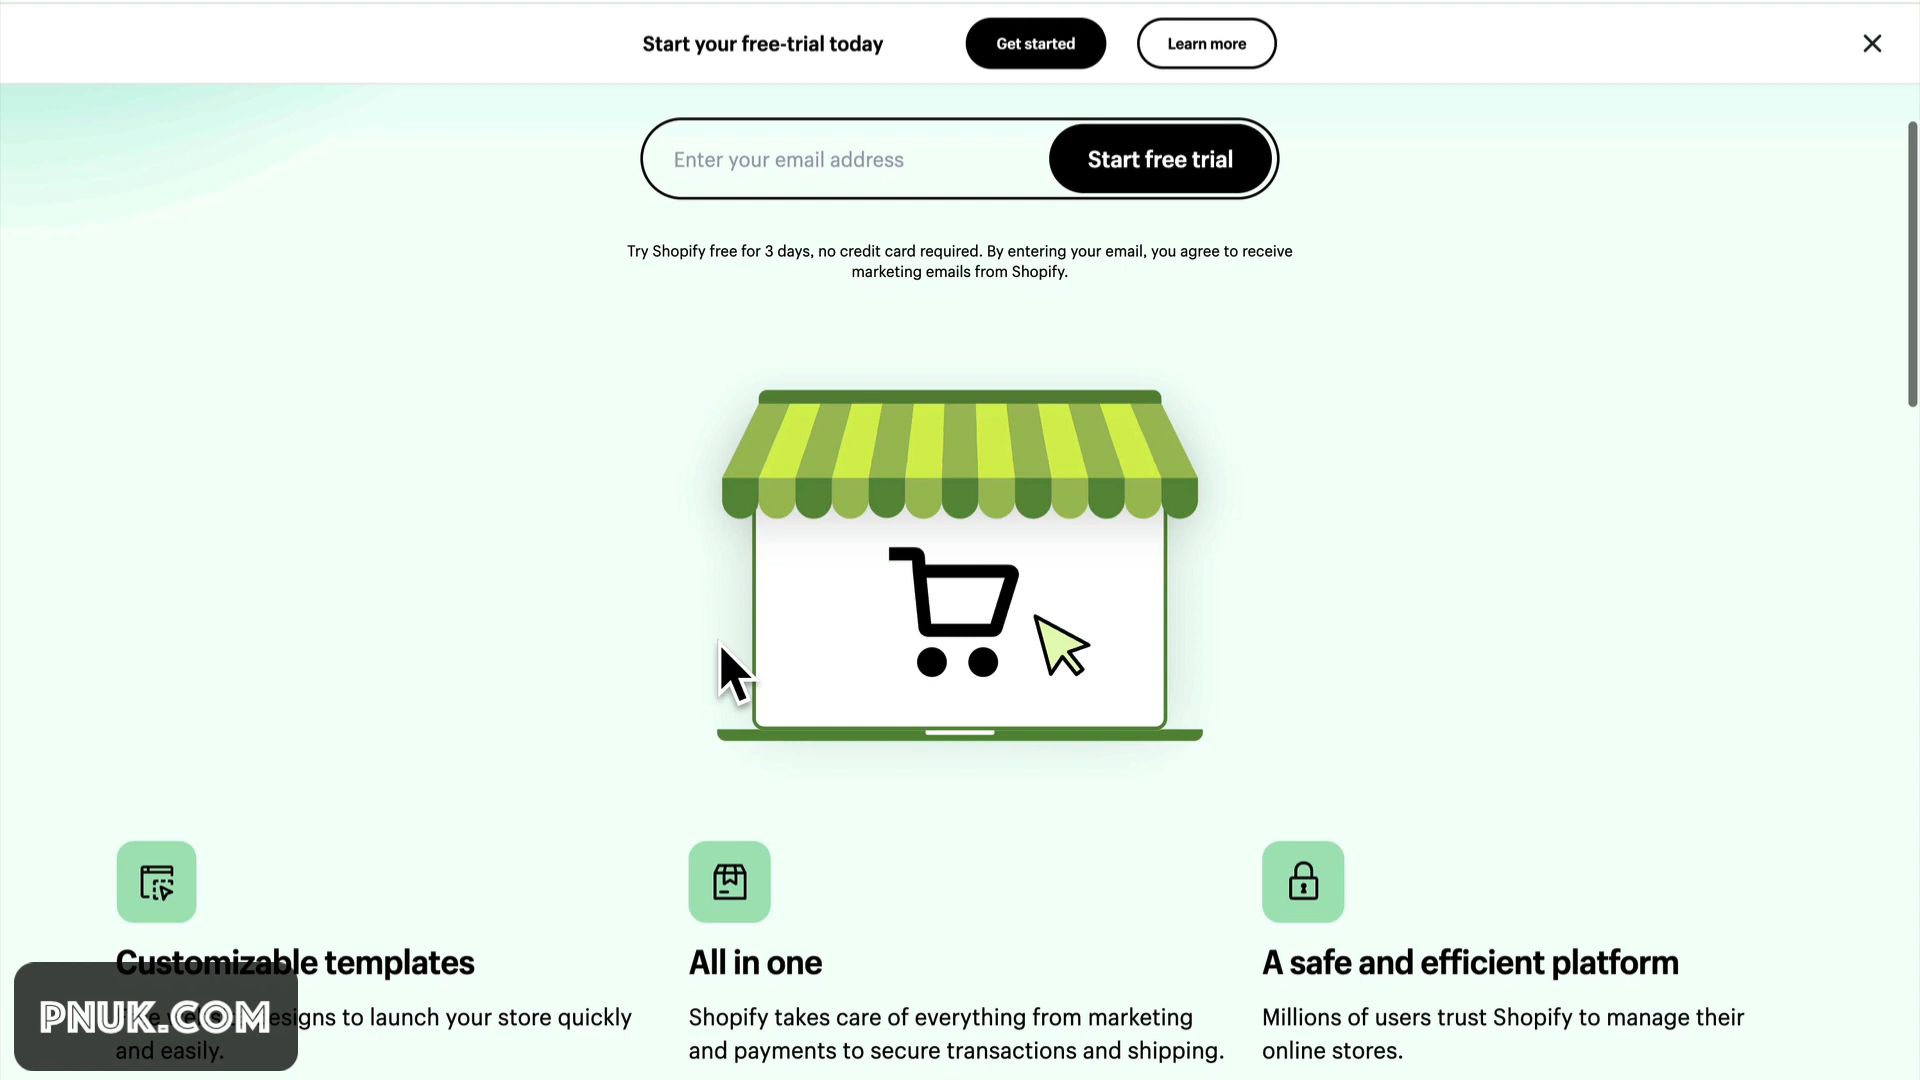 Start your free-trial today
Get started
Learn more
Enter your email address
Start free trial
Try Shopify free for 3 days, no credit card required. By entering your email, you agree to receive
marketing emails from Shopify.
Customizable templates
All in one
A safe and efficient platform
designs to launch your store quickly
and easily.
Shopify takes care of everything from marketing
and payments to secure transactions and shipping.
Millions of users trust Shopify to manage their
online stores.
PNUK.COM